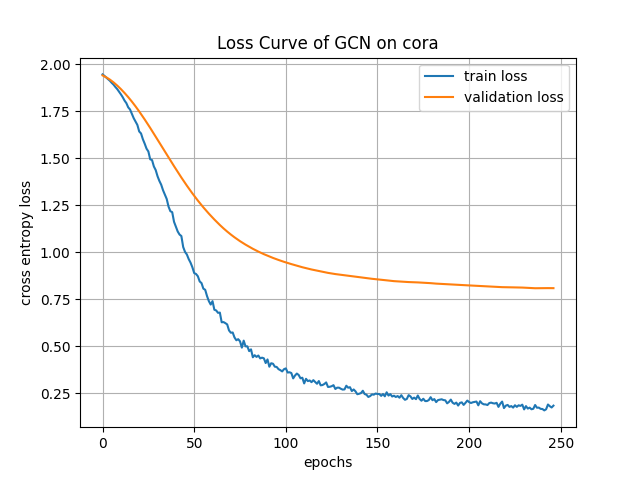 Loss Curve of GCN on cora
2.00
1.75
1.50
1.25
1.00
0.75
0.50
0.25
cross entropy loss
train loss
validation loss
0 50 100 150 200 250
epochs